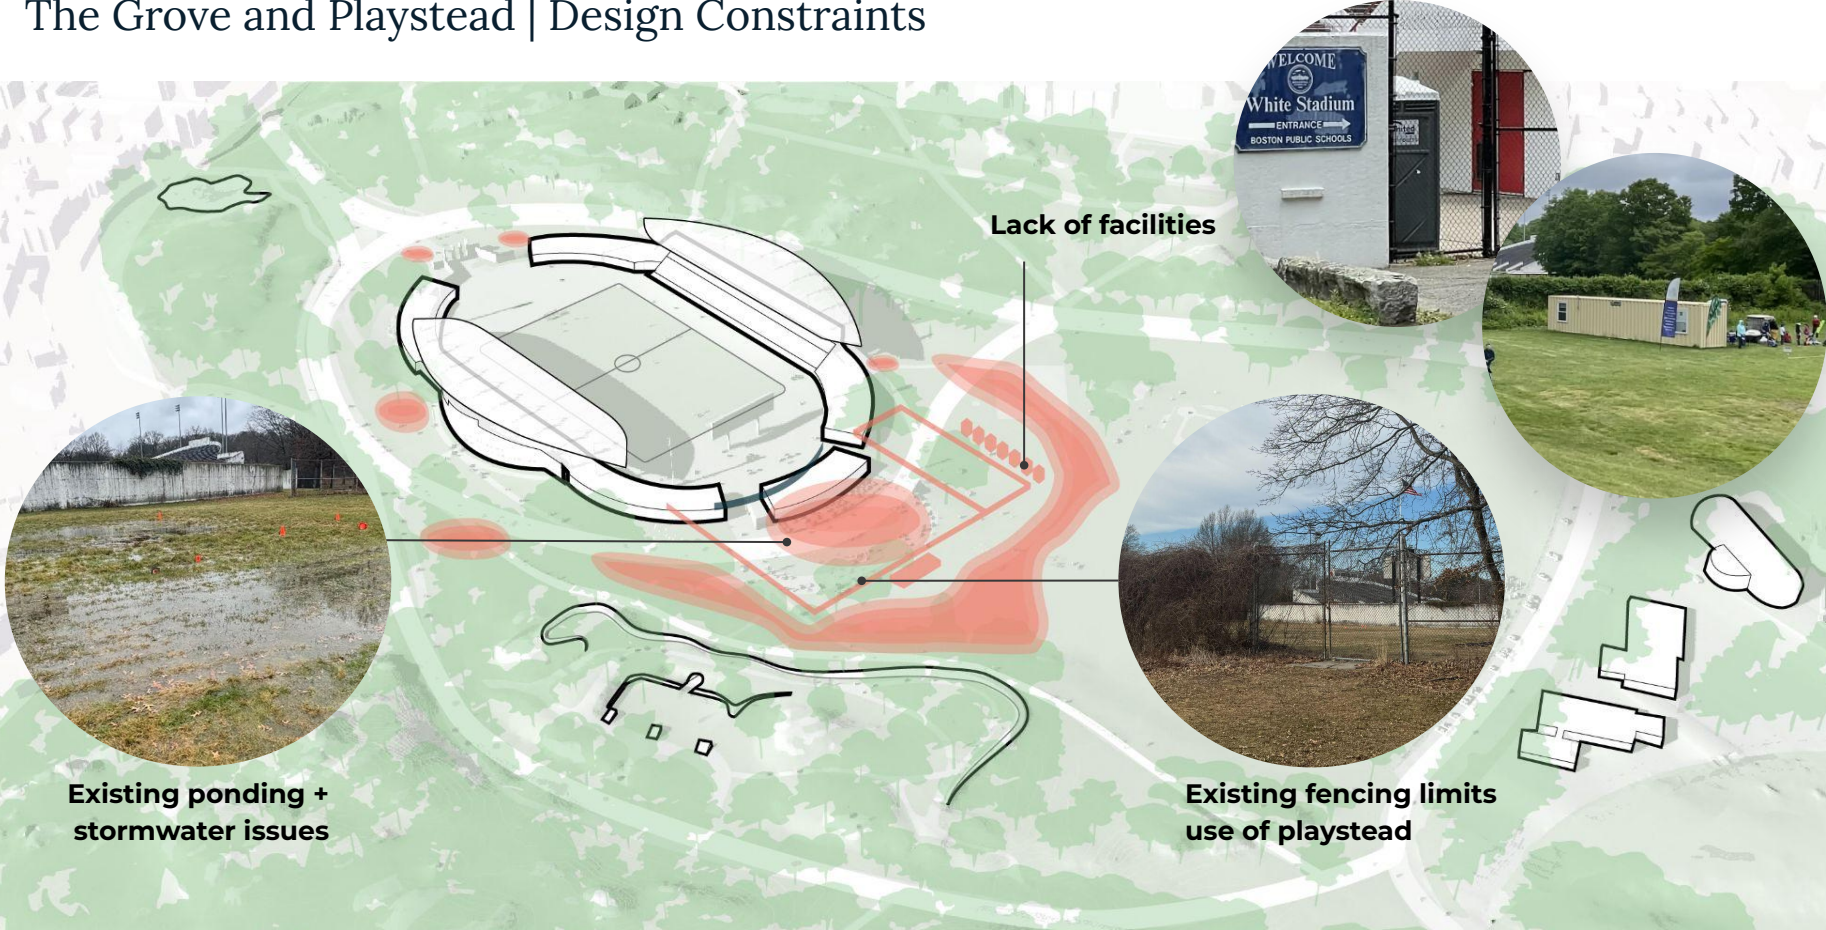 The Grove and Playstead | Design Constraints
WELCOME
White Stadium
ENTRANCE
BOSTON PUBLIC SCHOOLS
Lack of facilities
Existing ponding +
stormwater issues
Existing fencing limits
use of playstead